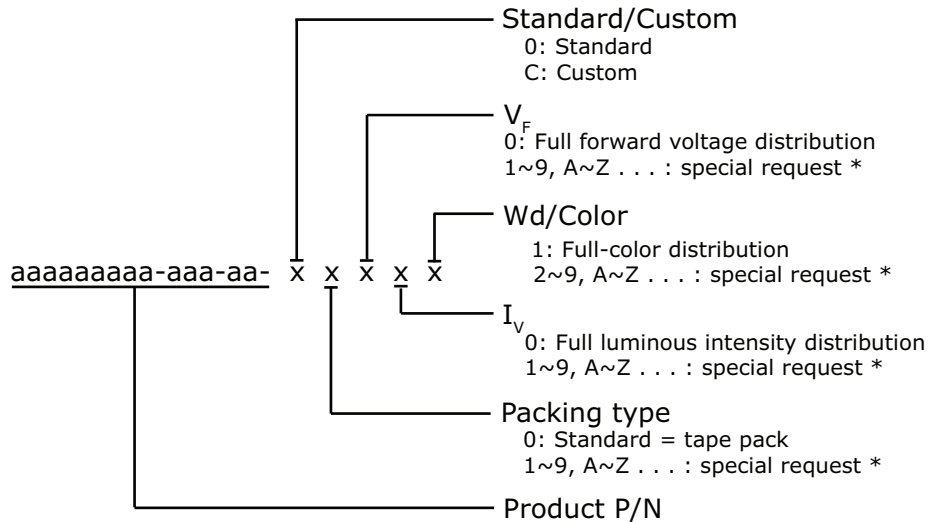 Standard/Custom
0: Standard
C: Custom
VF
0: Full forward voltage distribution
1~9, A~Z . . . : special request *
Wd/Color
1: Full-color distribution
2~9, A~Z . . . : special request *
aaaaaaaaa-aaa-aa- x x x x x
IV
0: Full luminous intensity distribution
1~9, A~Z . . . : special request *
Packing type
0: Standard = tape pack
1~9, A~Z . . . : special request *
Product P/N